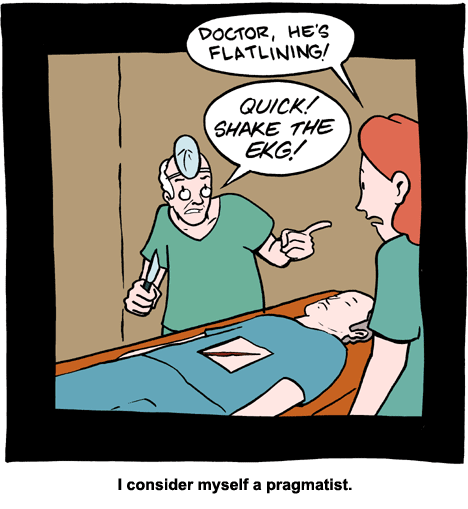 DOCTOR, HE'S
FLATLINING!
QUICK!
SHAKE THE
EKG!
I consider myself a pragmatist.